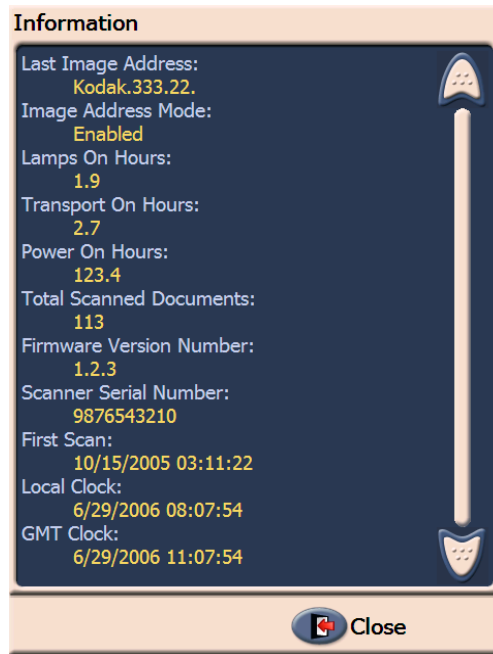 Information
Last Image Address:
Kodak.333.22.
Image Address Mode:
Enabled
Lamps On Hours:
1.9
Transport On Hours:
2.7
Power On Hours:
123.4
Total Scanned Documents:
113
Firmware Version Number:
1.2.3
Scanner Serial Number:
9876543210
First Scan:
10/15/2005 03:11:22
Local Clock:
6/29/2006 08:07:54
GMT Clock:
6/29/2006 11:07:54
Close